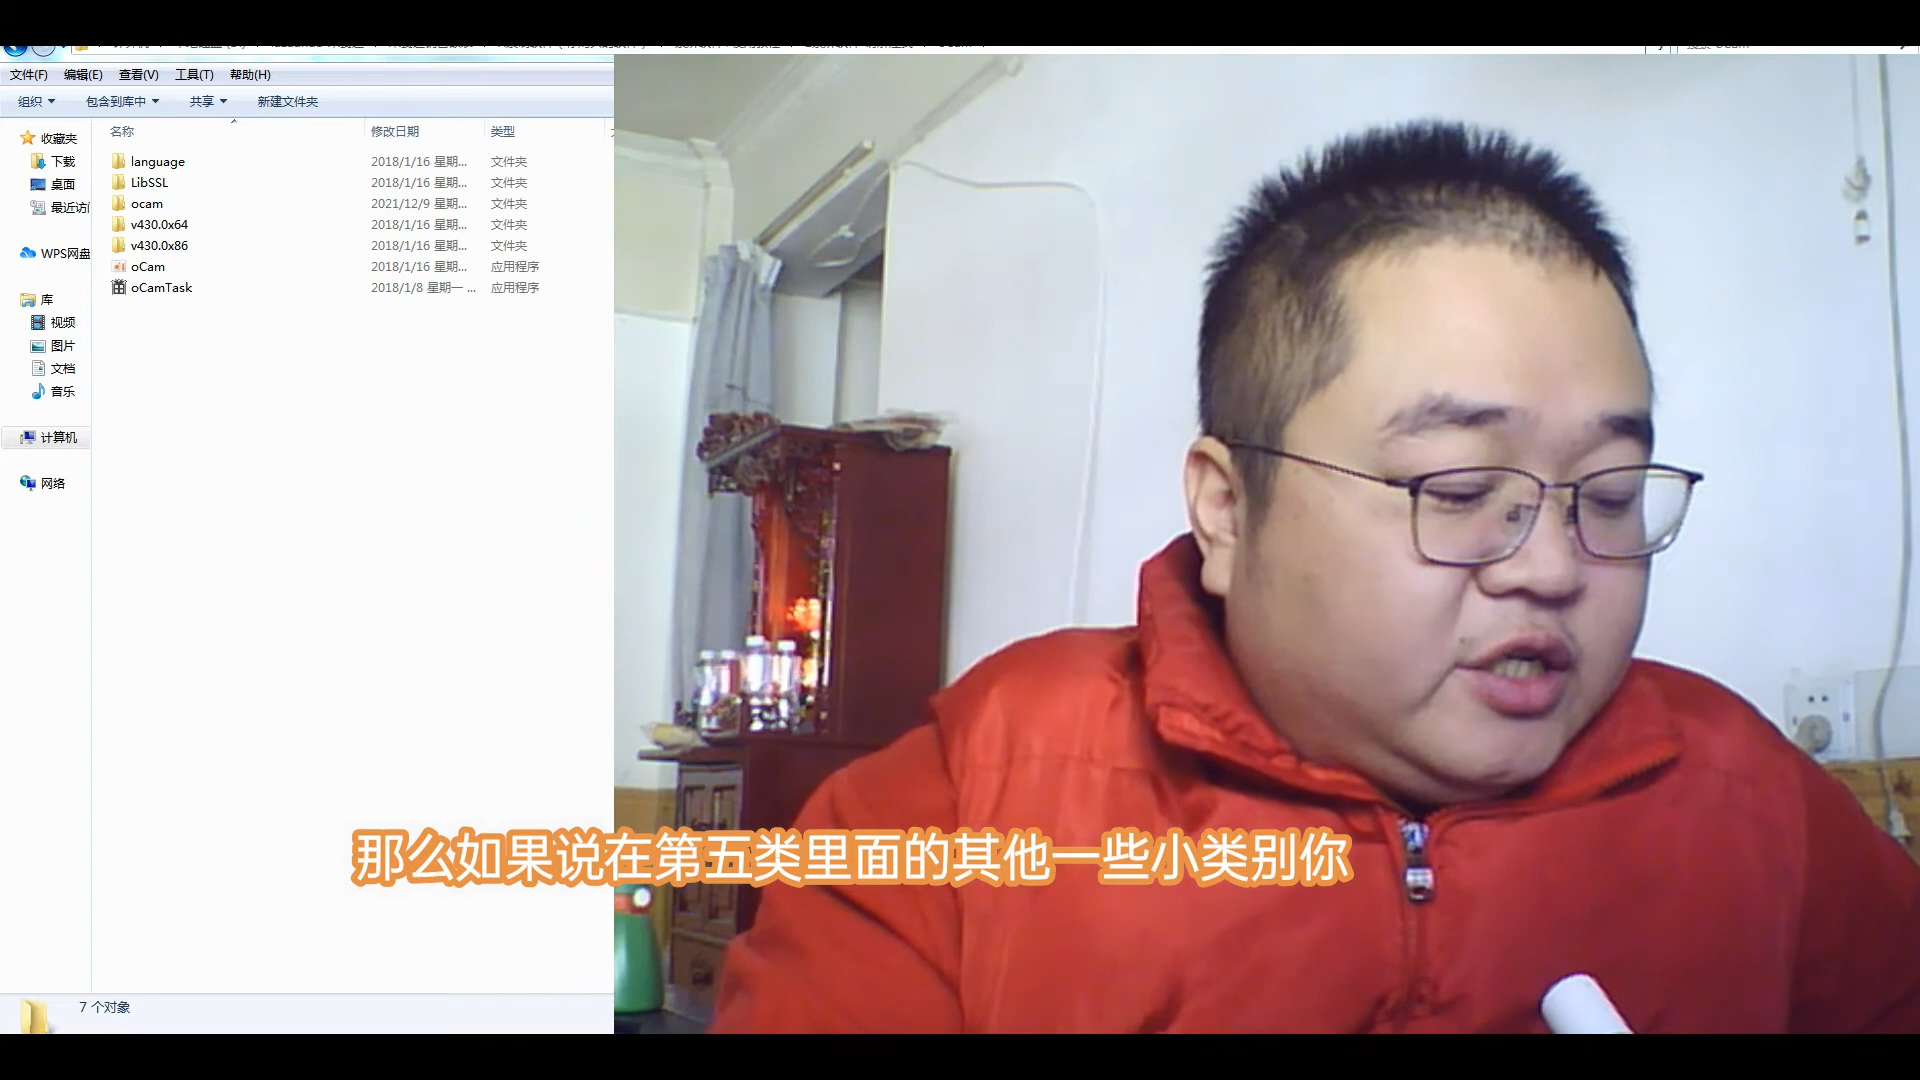 文件(F) 编辑(E) 查看(V) 工具(T) 帮助(H)
组织 包含到库中 共享 新建文件夹
名称 修改日期 类型
收藏夹
下载
桌面
最近访
WPS网盘
库
视频
图片
文档
音乐
计算机
网络
language 2018/1/16 星期... 文件夹
LibSSL 2018/1/16 星期... 文件夹
ocam 2021/12/9 星期... 文件夹
v430.0x64 2018/1/16 星期... 文件夹
v430.0x86 2018/1/16 星期... 文件夹
oCam 2018/1/16 星期... 应用程序
oCamTask 2018/1/8 星期一 ... 应用程序
那么如果说在第五类里面的其他一些小类别你
7 个对象